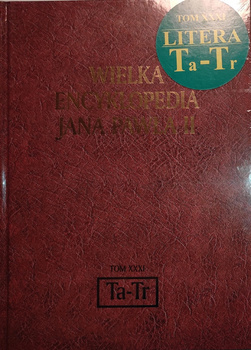 TOM XXXI
LITERA
Ta-Tr
WIELKA
ENCYKLOPEDIA
JANA PAWŁA II
TOM XXXI
Ta-Tr